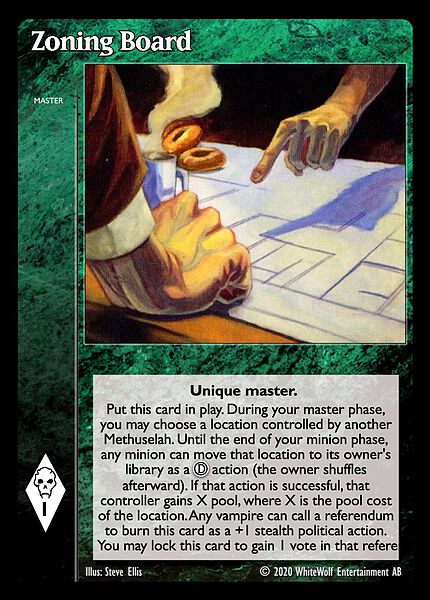 Zoning Board
MASTER
Unique master.
Put this card in play. During your master phase,
you may choose a location controlled by another
Methuselah. Until the end of your minion phase,
any minion can move that location to its owner's
library as a Ⓓ action (the owner shuffles
afterward). If that action is successful, that
controller gains X pool, where X is the pool cost
of the location. Any vampire can call a referendum
to burn this card as a +1 stealth political action.
You may lock this card to gain 1 vote in that refere
1
Illus: Steve Ellis
© 2020 WhiteWolf Entertainment AB